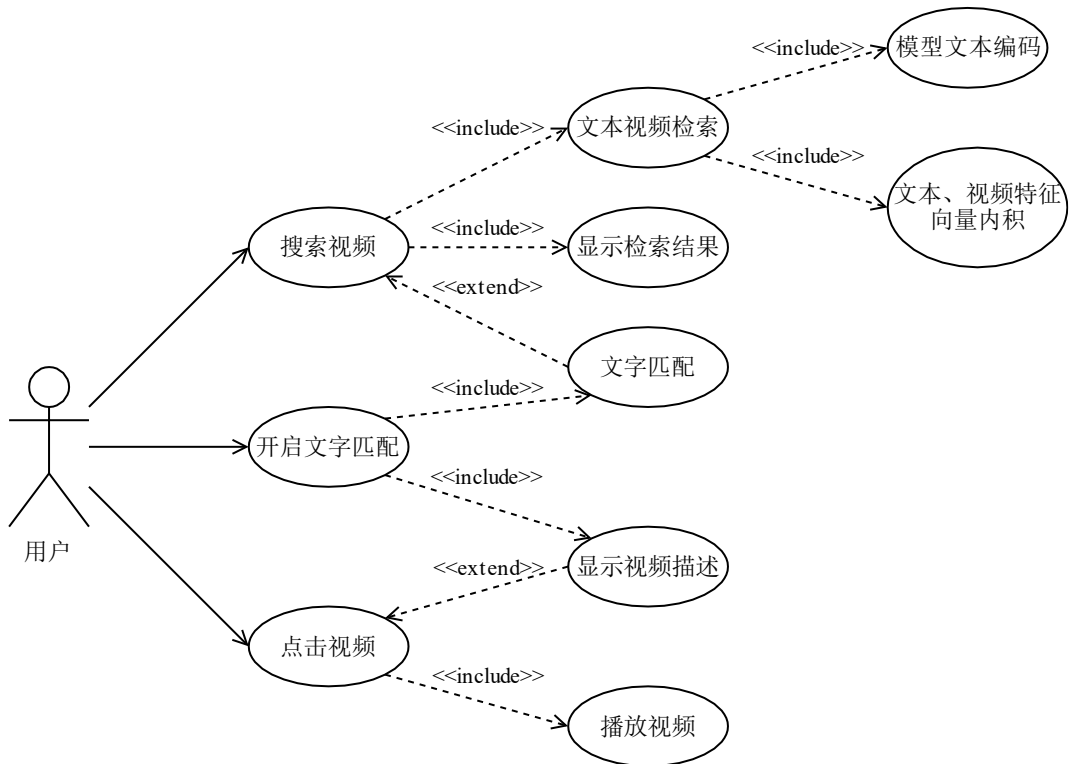 <<include>>
模型文本编码
<<include>>
文本视频检索
<<include>>
文本、视频特征
向量内积
搜索视频
<<include>>
显示检索结果
<<extend>>
文字匹配
<<include>>
开启文字匹配
<<include>>
用户
<<extend>>
显示视频描述
点击视频
<<include>>
播放视频